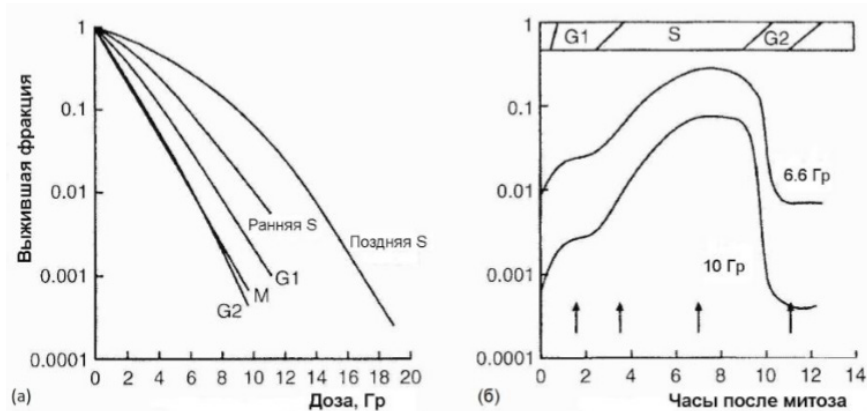 Выжившая фракция
1
0.1
0.01
0.001
0.0001
Ранняя S
Поздняя S
G1
M
G2
0 2 4 6 8 10 12 14 16 18 20
(а)
Доза, Гр
G1 S G2
1
0.1
0.01
0.001
0.0001
6.6 Гр
10 Гр
0 2 4 6 8 10 12 14
(б)
Часы после митоза